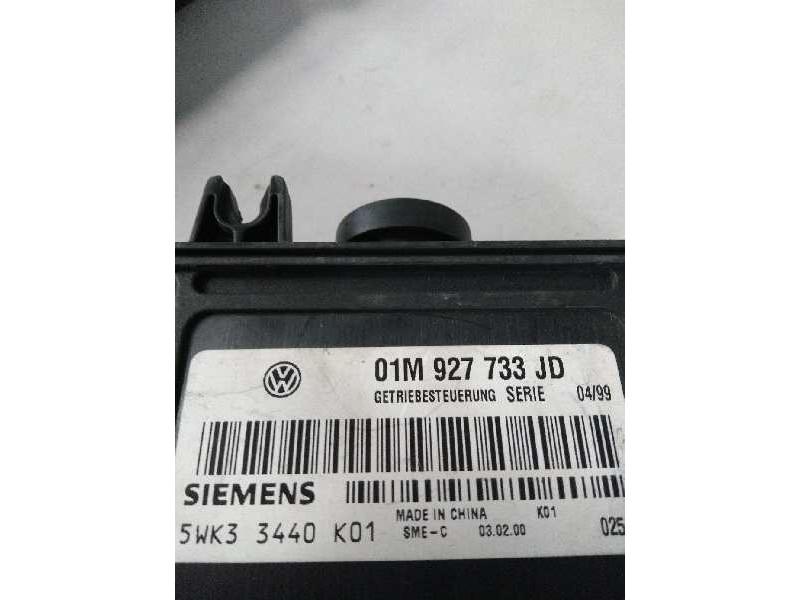 01M 927 733 JD
GETRIEBESTEUERUNG SERIE 04/99
SIEMENS
MADE IN CHINA K01
5WK3 3440 K01 SME-C 03.02.00 025